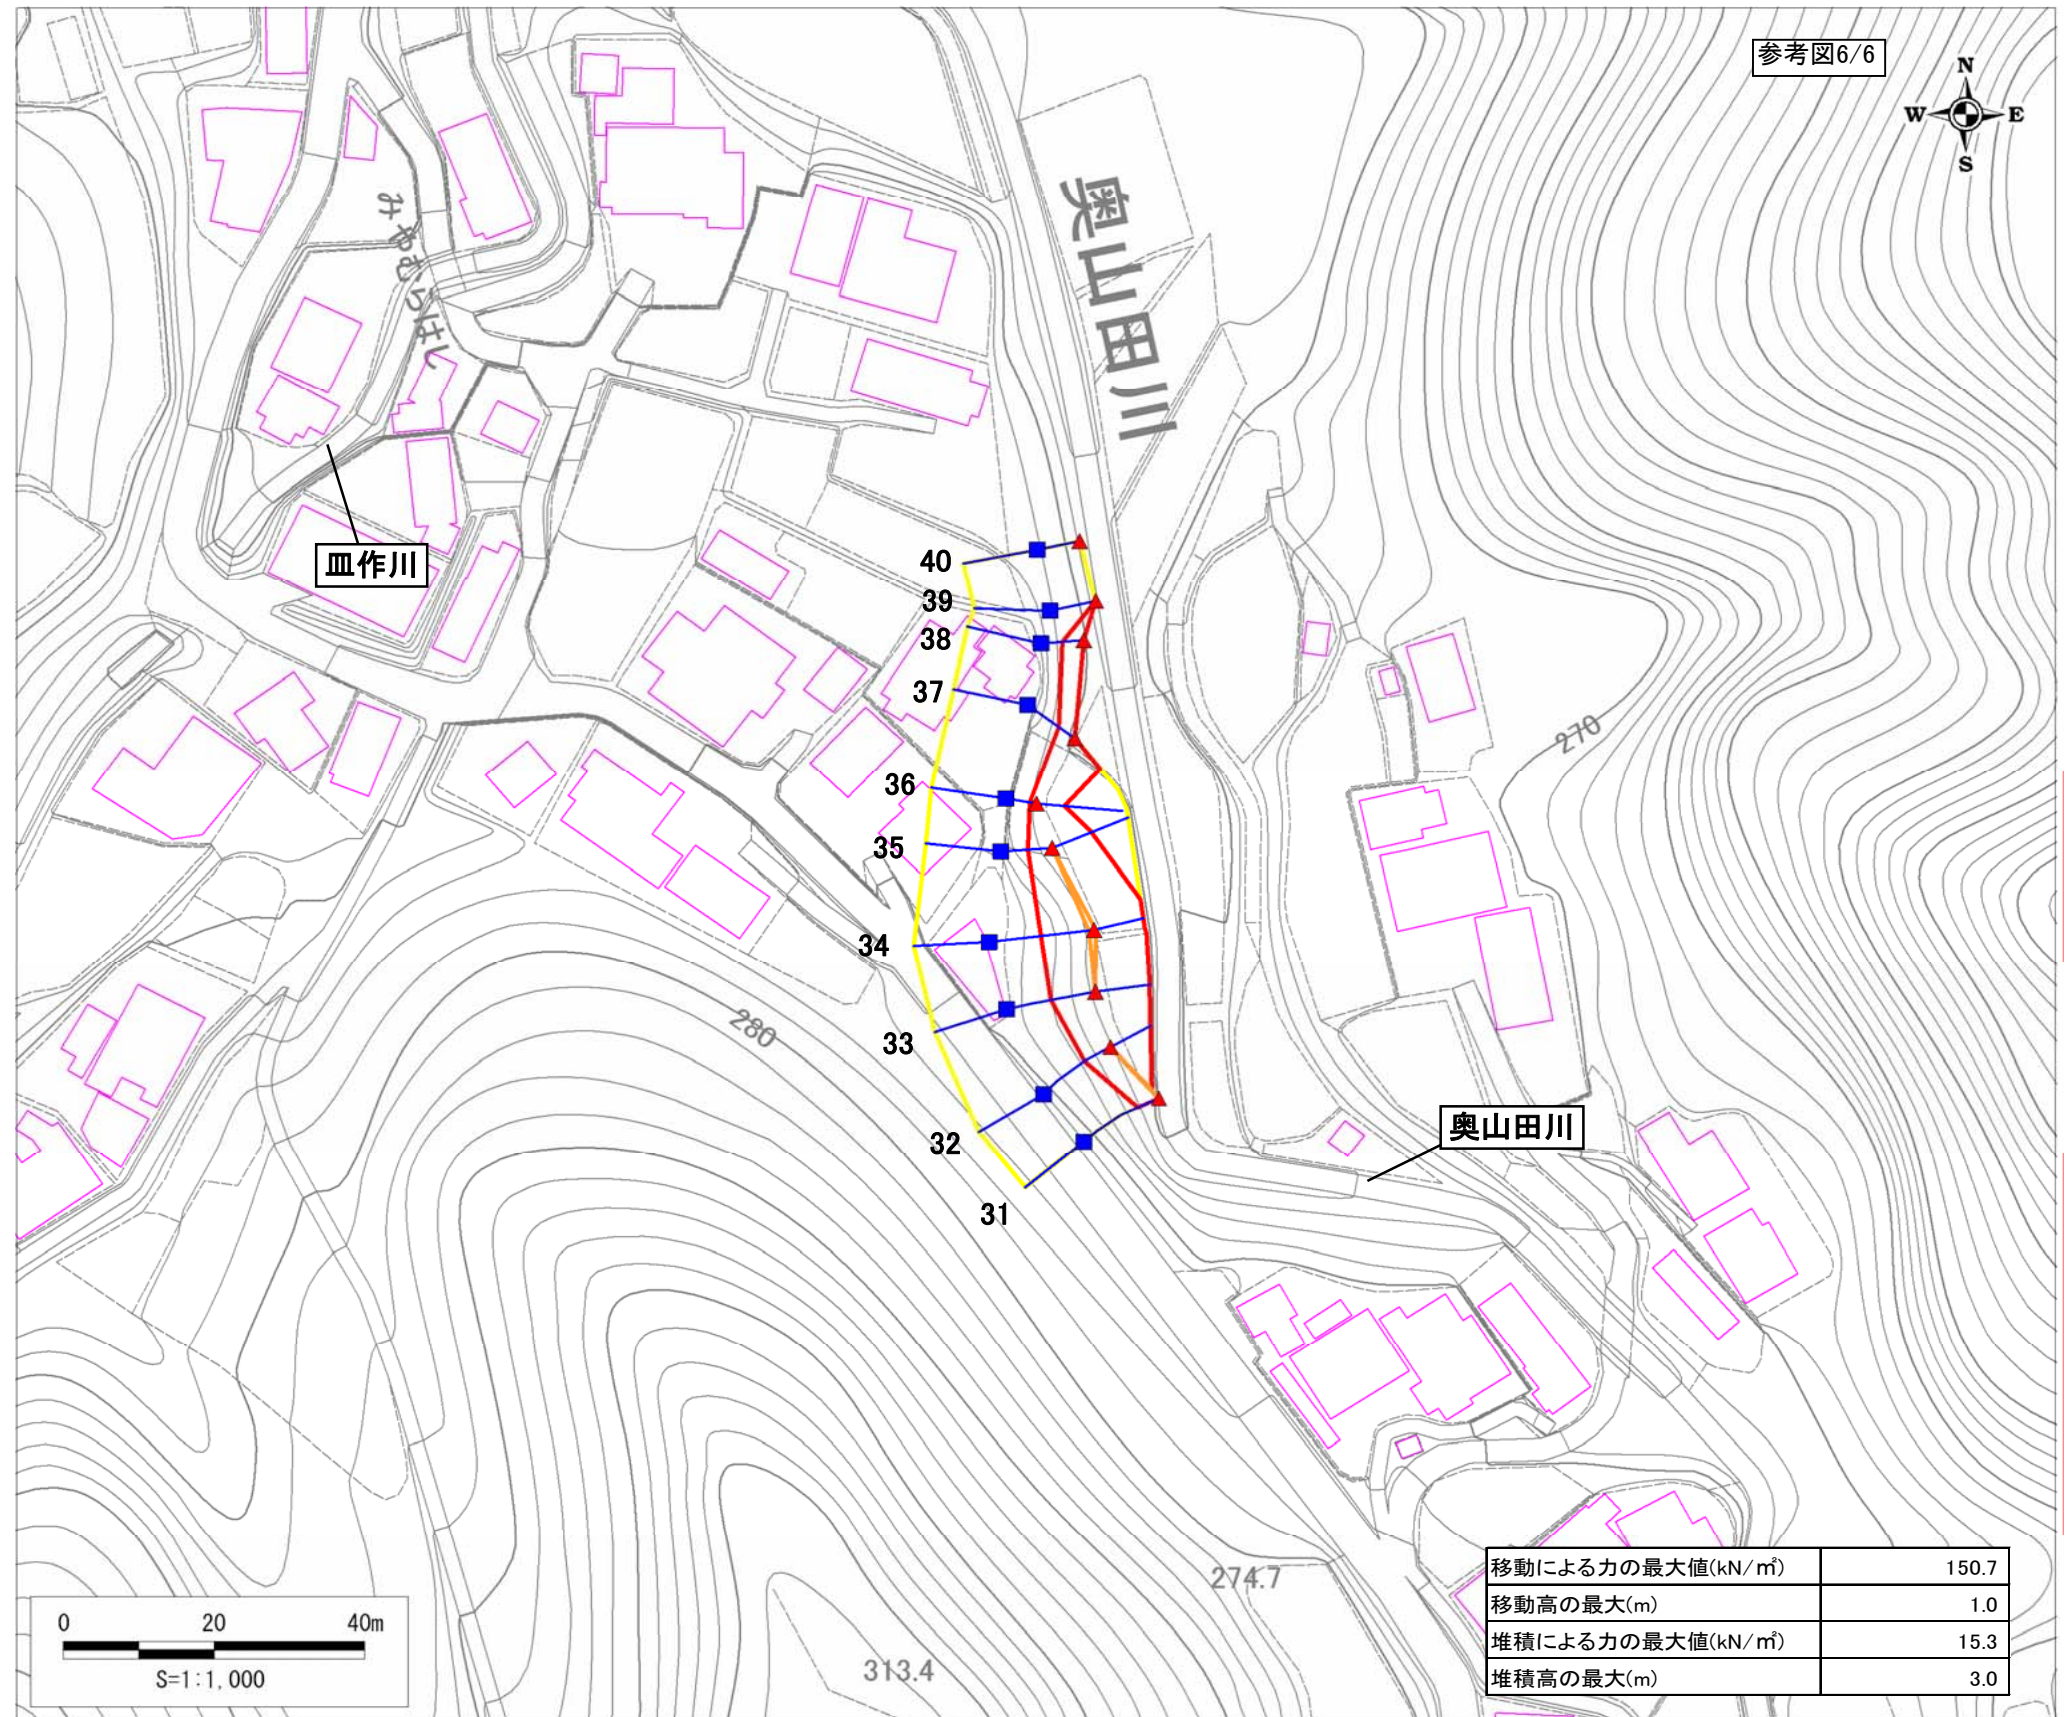 参考図6/6
N
W E
S
奥山田川
みやむらはし
皿作川
40
39
38
37
36
35
34
33
32
31
270
280
奥山田川
274.7
313.4
0 20 40m
S=1:1,000
移動による力の最大値(kN/㎡) 150.7
移動高の最大(m) 1.0
堆積による力の最大値(kN/㎡) 15.3
堆積高の最大(m) 3.0